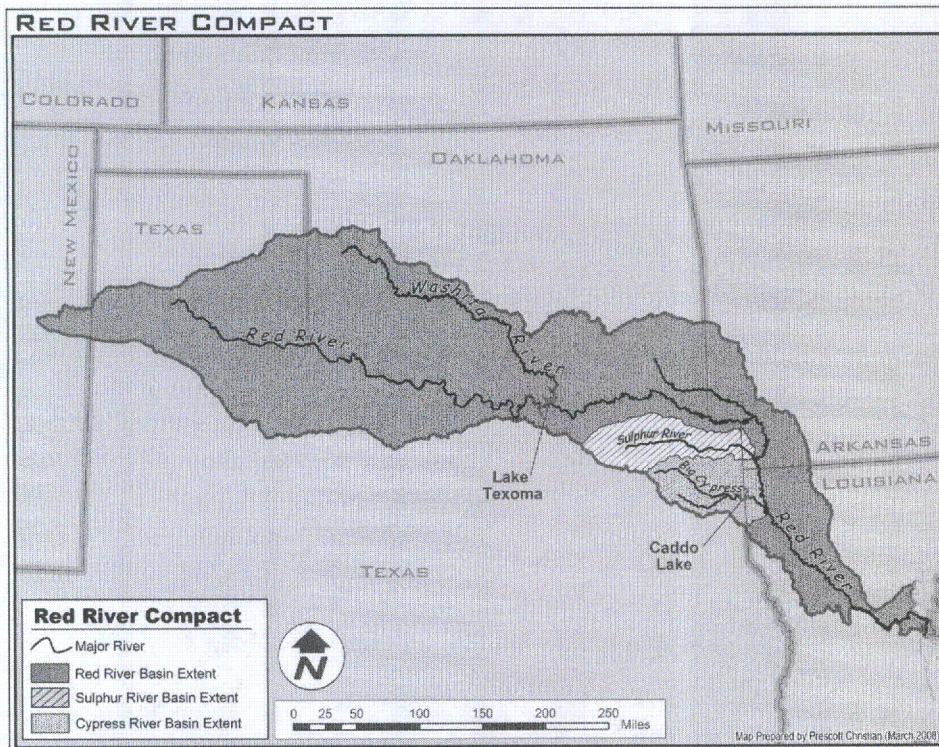 RED RIVER COMPACT
COLORADO
KANSAS
MISSOURI
OAKLAHOMA
NEW MEXICO
TEXAS
Washita River
Red River
Sulphur River
ARKANSAS
Big Cypress
LOUISIANA
Lake
Texoma
Red River
Caddo
Lake
TEXAS
Red River Compact
Major River
Red River Basin Extent
Sulphur River Basin Extent
Cypress River Basin Extent
N
0 25 50 100 150 200 250
Miles
Map Prepared by Prescott Christian (March 2008)